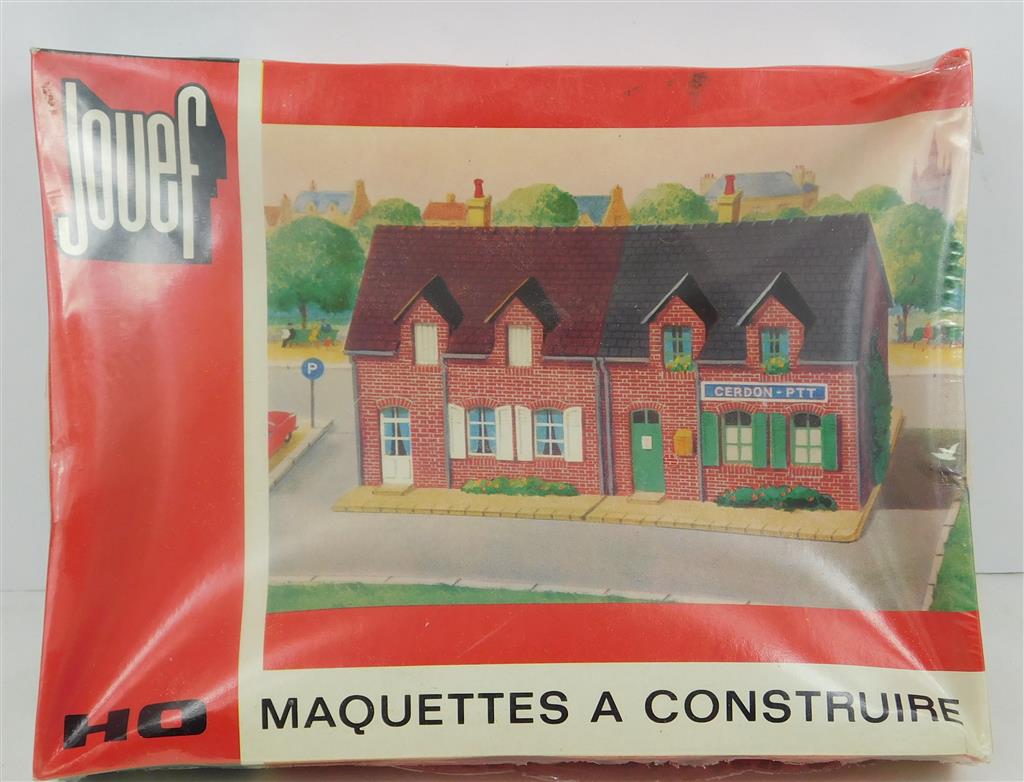 Jouef
P
CERDON-PTT
HO
MAQUETTES A CONSTRUIRE